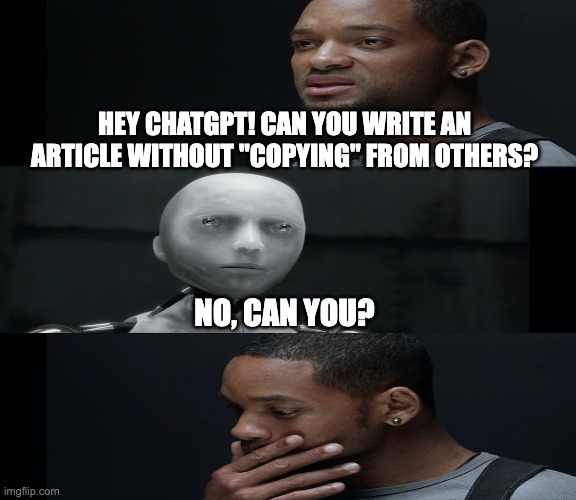 HEY CHATGPT! CAN YOU WRITE AN
ARTICLE WITHOUT "COPYING" FROM OTHERS?
NO, CAN YOU?
imgflip.com